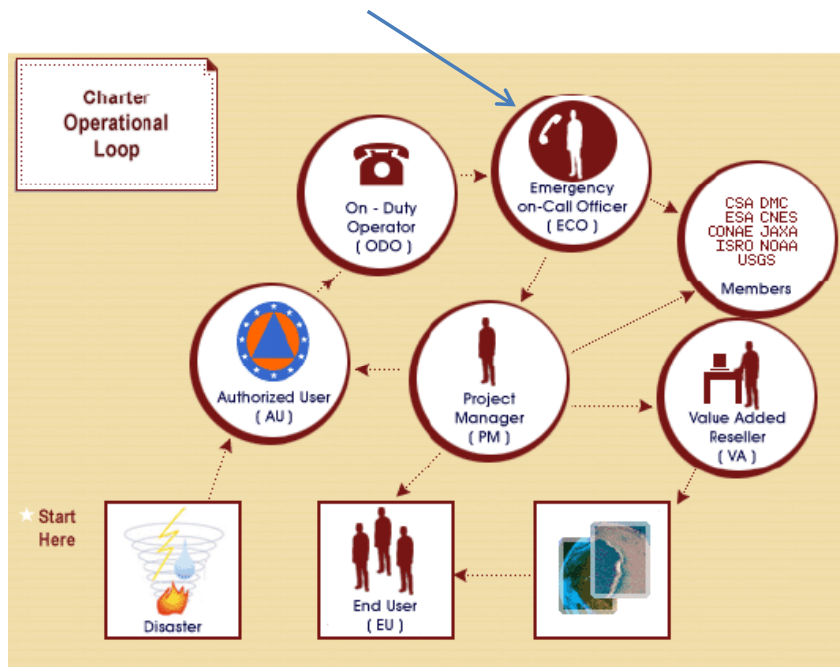 Charter
Operational
Loop
On - Duty
Operator
( ODO )
Emergency
on-Call Officer
( ECO )
CSA DMC
ESA CNES
CONAE JAXA
ISRO NOAA
USGS
Members
Authorized User
( AU )
Project
Manager
( PM )
Value Added
Reseller
( VA )
Start
Here
Disaster
End User
( EU )